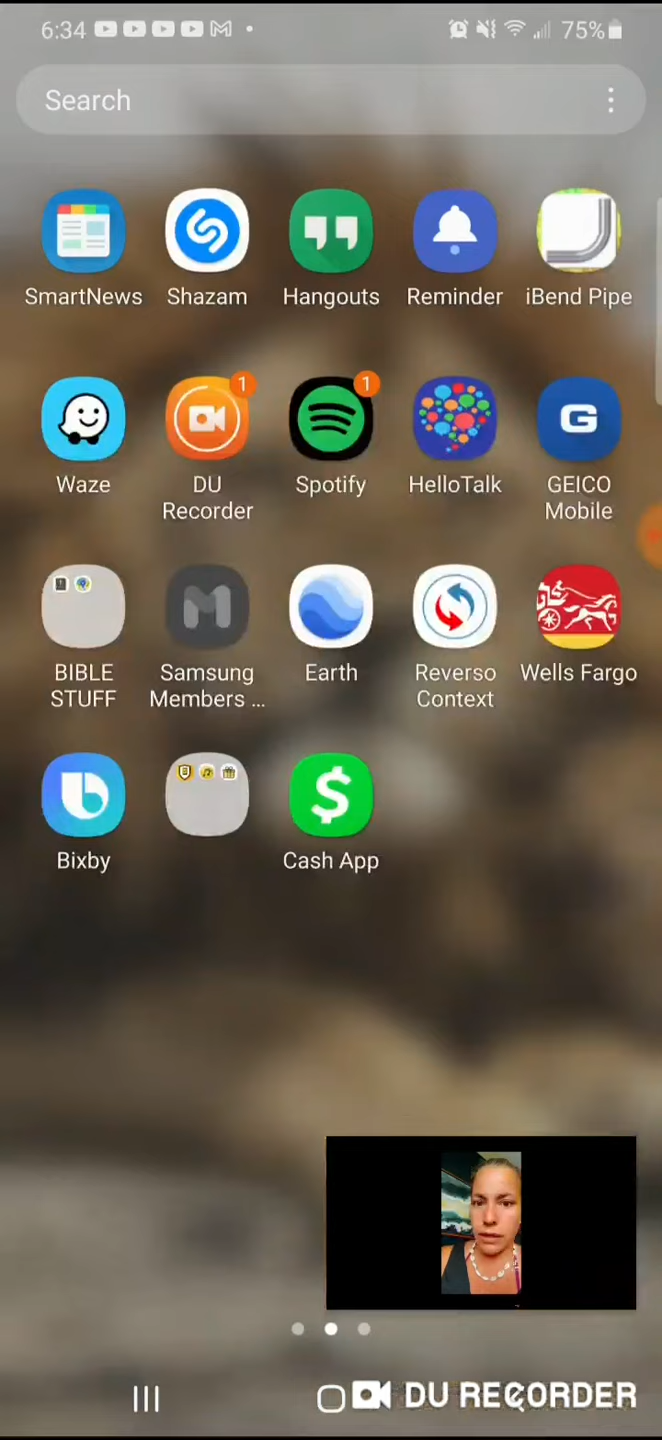 6:34
75%
Search
SmartNews
Shazam
Hangouts
Reminder
iBend Pipe
1
1
G
Waze
DU
Recorder
Spotify
HelloTalk
GEICO
Mobile
BIBLE
STUFF
Samsung
Members ...
Earth
Reverso
Context
Wells Fargo
Bixby
$
Cash App
DU RECORDER